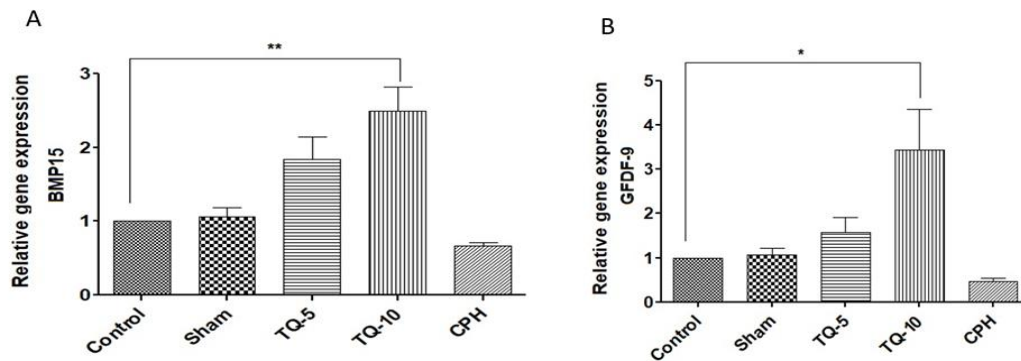 A
**
Relative gene expression
BMP15
3
2
1
0
Control
Sham
TQ-5
TQ-10
CPH
B
*
Relative gene expression
GFDF-9
5
4
3
2
1
0
Control
Sham
TQ-5
TQ-10
CPH